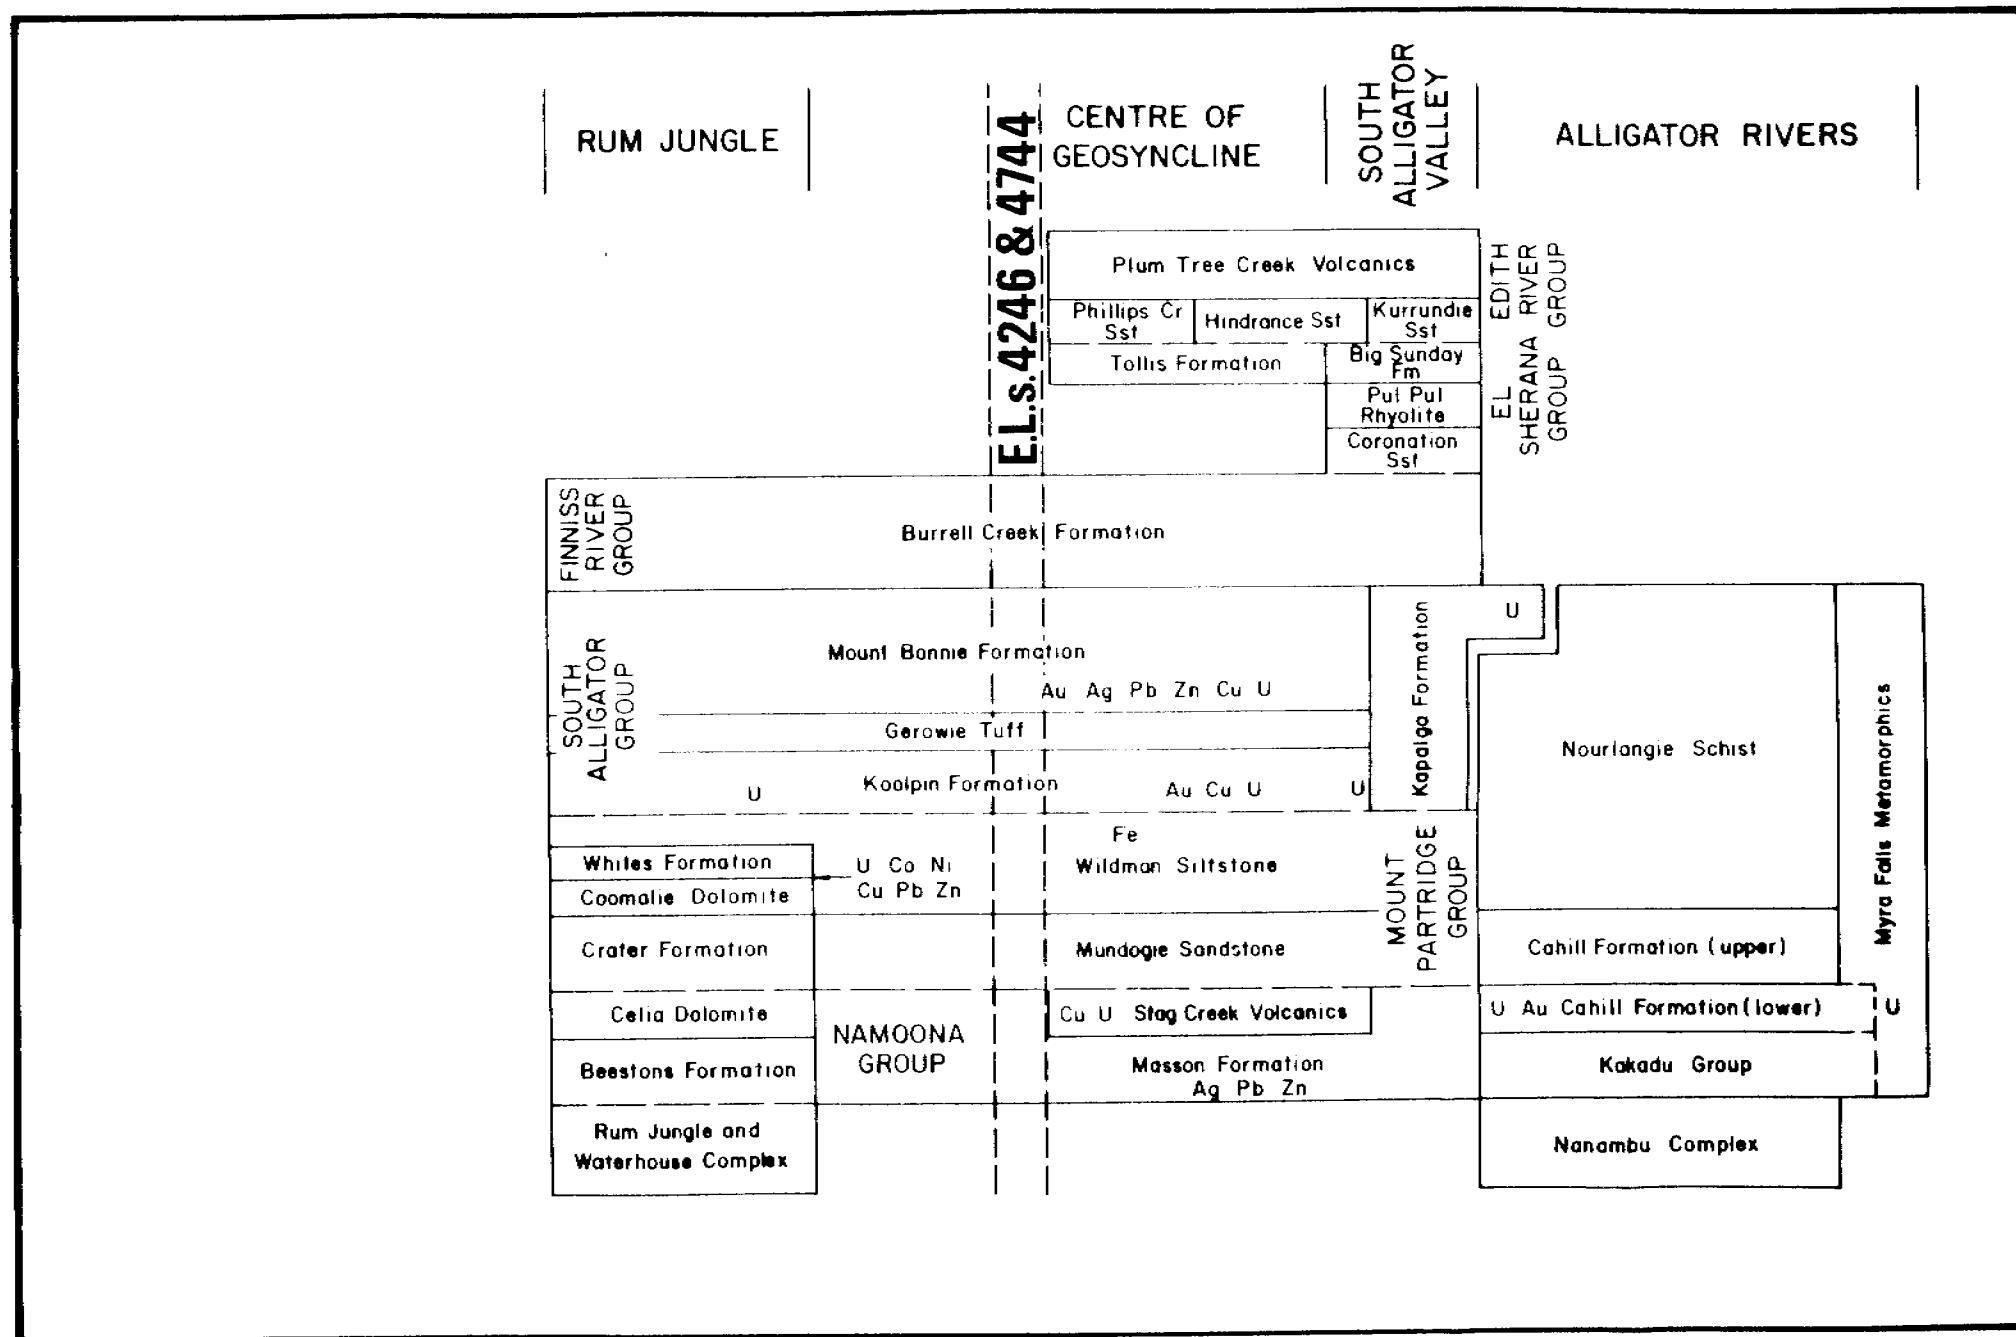 RUM JUNGLE
E.L.s. 4246 & 4744
CENTRE OF
GEOSYNCLINE
SOUTH
ALLIGATOR
VALLEY
ALLIGATOR RIVERS
Plum Tree Creek Volcanics
Phillips Cr
Sst
Hindrance Sst
Kurrundie
Sst
Tollis Formation
Big Sunday
Fm
Pul Pul
Rhyolite
Coronation
Sst
EDITH
RIVER
GROUP
EL
SHERANA
GROUP
GROUP
FINNISS
RIVER
GROUP
Burrell Creek Formation
SOUTH
ALLIGATOR
GROUP
Mount Bonnie Formation
Au Ag Pb Zn Cu U
Gerowie Tuff
Koolpin Formation
U
Au Cu U
U
Kapalga Formation
U
Nourlangie Schist
Myra Falls Metamorphics
U
Whites Formation
Coomalie Dolomite
U Co Ni
Cu Pb Zn
Fe
Wildman Siltstone
MOUNT
PARTRIDGE
GROUP
Crater Formation
Mundogie Sandstone
Cahill Formation (upper)
Celia Dolomite
NAMOONA
GROUP
Cu U Stag Creek Volcanics
U Au Cahill Formation (lower)
Beestons Formation
Masson Formation
Ag Pb Zn
Kakadu Group
Rum Jungle and
Waterhouse Complex
Nanambu Complex